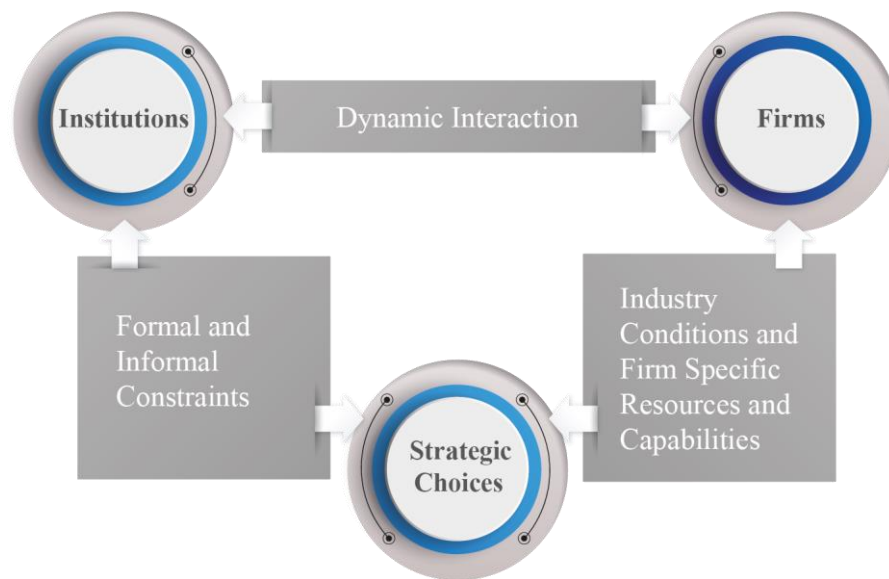 Institutions
Dynamic Interaction
Firms
Formal and
Informal
Constraints
Industry
Conditions and
Firm Specific
Resources and
Capabilities
Strategic
Choices